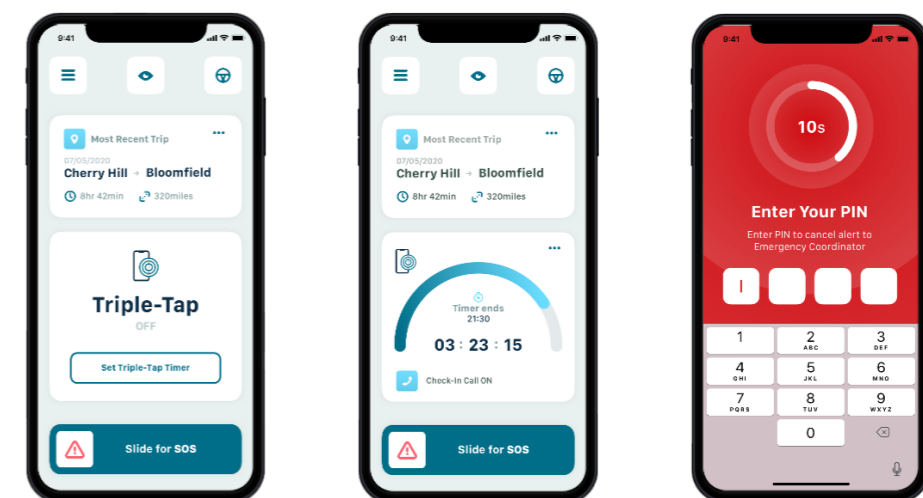 9:41
Most Recent Trip
07/05/2020
Cherry Hill → Bloomfield
8hr 42min 320miles
Triple-Tap
OFF
Set Triple-Tap Timer
Slide for SOS
9:41
Most Recent Trip
07/05/2020
Cherry Hill → Bloomfield
8hr 42min 320miles
Timer ends
21:30
03 : 23 : 15
Check-In Call ON
Slide for SOS
9:41
10s
Enter Your PIN
Enter PIN to cancel alert to
Emergency Coordinator
1 2 3
ABC DEF
4 5 6
GHI JKL MNO
7 8 9
PQRS TUV WXYZ
0